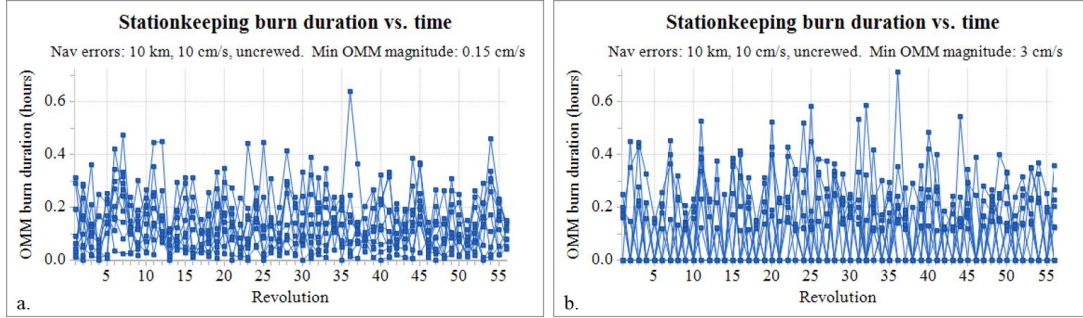 Stationkeeping burn duration vs. time
Nav errors: 10 km, 10 cm/s, uncrewed. Min OMM magnitude: 0.15 cm/s
OMM burn duration (hours)
0.6
0.4
0.2
0.0
5 10 15 20 25 30 35 40 45 50 55
Revolution
a.
Stationkeeping burn duration vs. time
Nav errors: 10 km, 10 cm/s, uncrewed. Min OMM magnitude: 3 cm/s
OMM burn duration (hours)
0.6
0.4
0.2
0.0
5 10 15 20 25 30 35 40 45 50 55
Revolution
b.